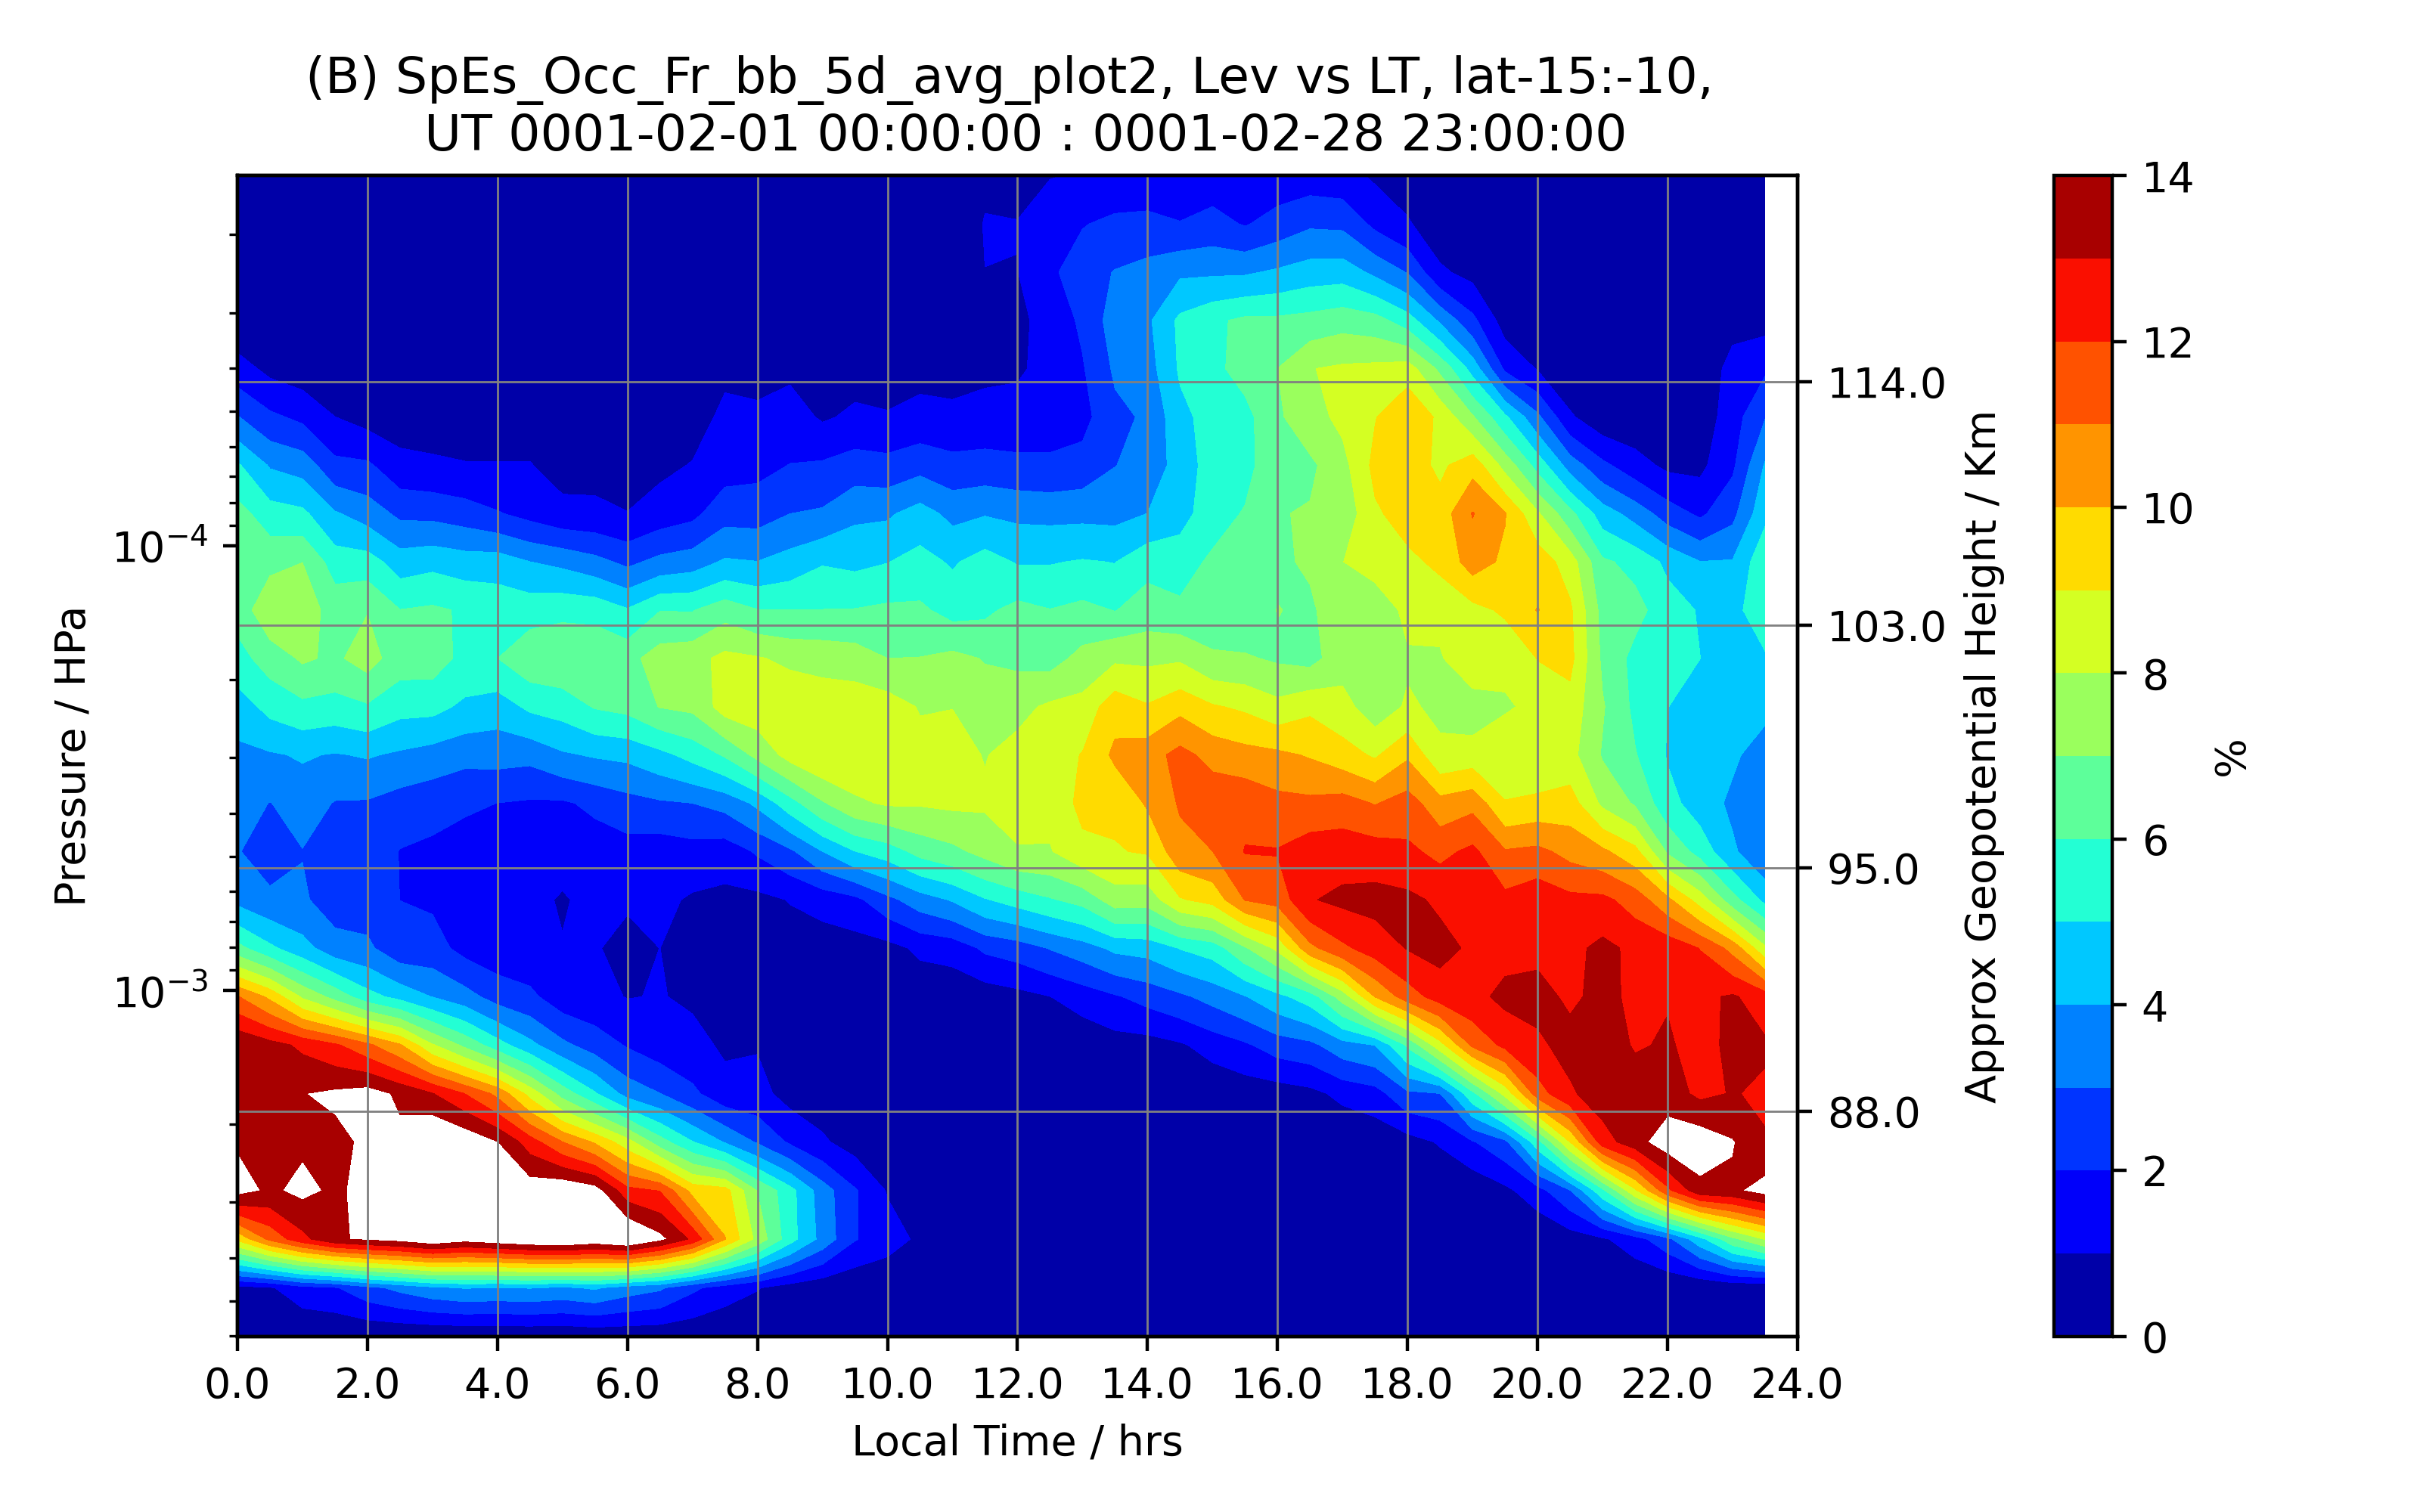 (B) SpEs_Occ_Fr_bb_5d_avg_plot2, Lev vs LT, lat-15:-10,
UT 0001-02-01 00:00:00 : 0001-02-28 23:00:00
Pressure / HPa
10⁻⁴
10⁻³
0.0 2.0 4.0 6.0 8.0 10.0 12.0 14.0 16.0 18.0 20.0 22.0 24.0
Local Time / hrs
114.0
103.0
95.0
88.0
Approx Geopotential Height / Km
14
12
10
8
6
4
2
0
%